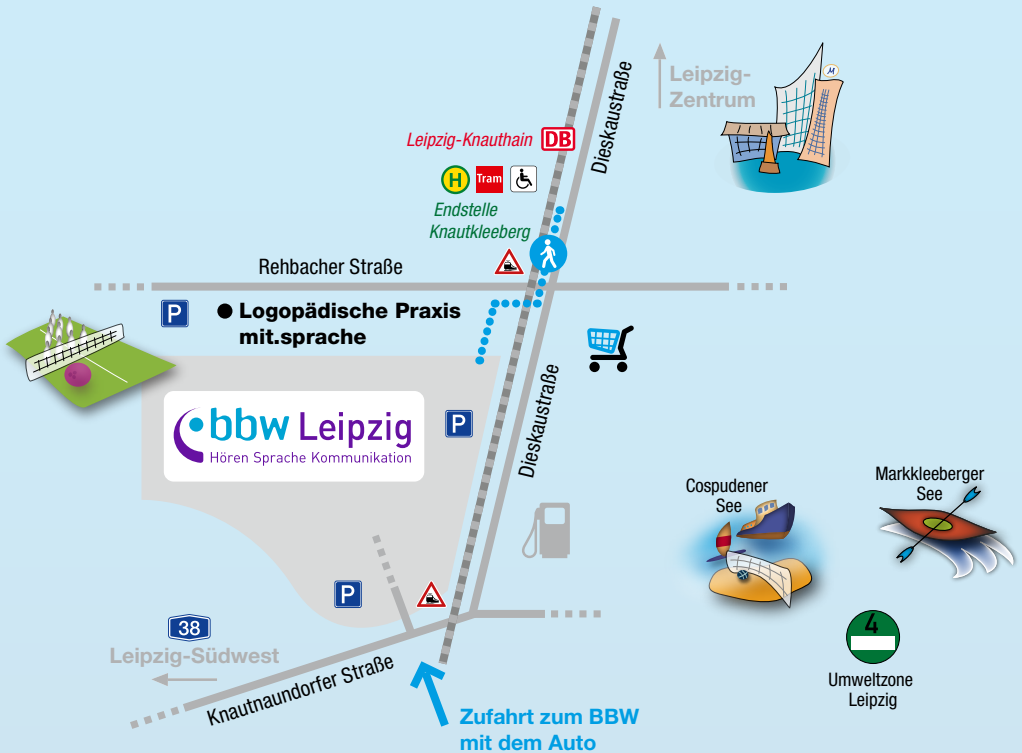 Leipzig-
Zentrum
M
Dieskaustraße
Leipzig-Knauthain DB
H Tram
Endstelle
Knautkleeberg
Rehbacher Straße
P
● Logopädische Praxis
mit.sprache
bbw Leipzig
Hören Sprache Kommunikation
P
Dieskaustraße
Cospudener
See
Markkleeberger
See
P
38
Leipzig-Südwest
Knautnaundorfer Straße
4
Umweltzone
Leipzig
Zufahrt zum BBW
mit dem Auto